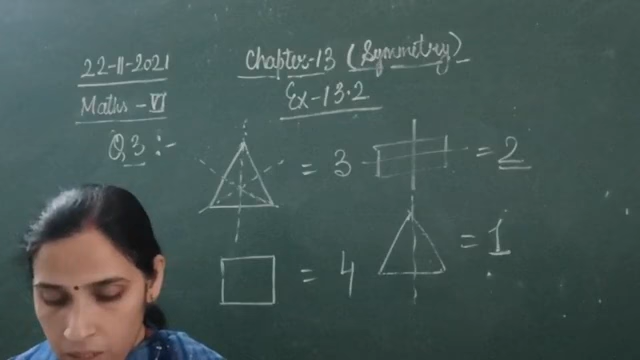 22-11-2021
Chapter-13 (Symmetry)
Maths - VI
Ex-13.2
Q.3 :-
= 3
= 2
= 4
= 1